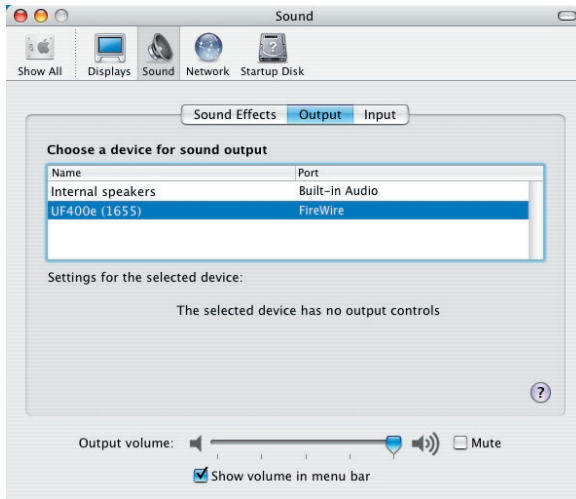 Sound
Show All Displays Sound Network Startup Disk
Sound Effects Output Input
Choose a device for sound output
Name Port
Internal speakers Built-in Audio
UF400e (1655) FireWire
Settings for the selected device:
The selected device has no output controls
?
Output volume: Mute
Show volume in menu bar